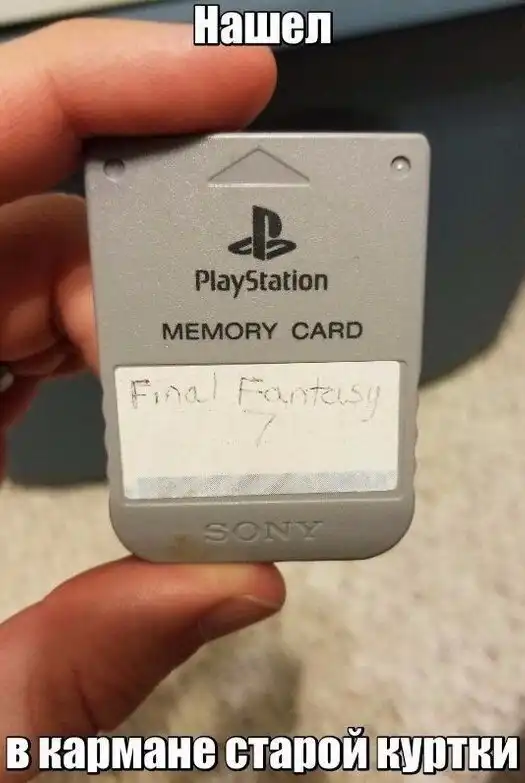 Нашел
PlayStation
MEMORY CARD
Final Fantasy
7
SONY
в кармане старой куртки